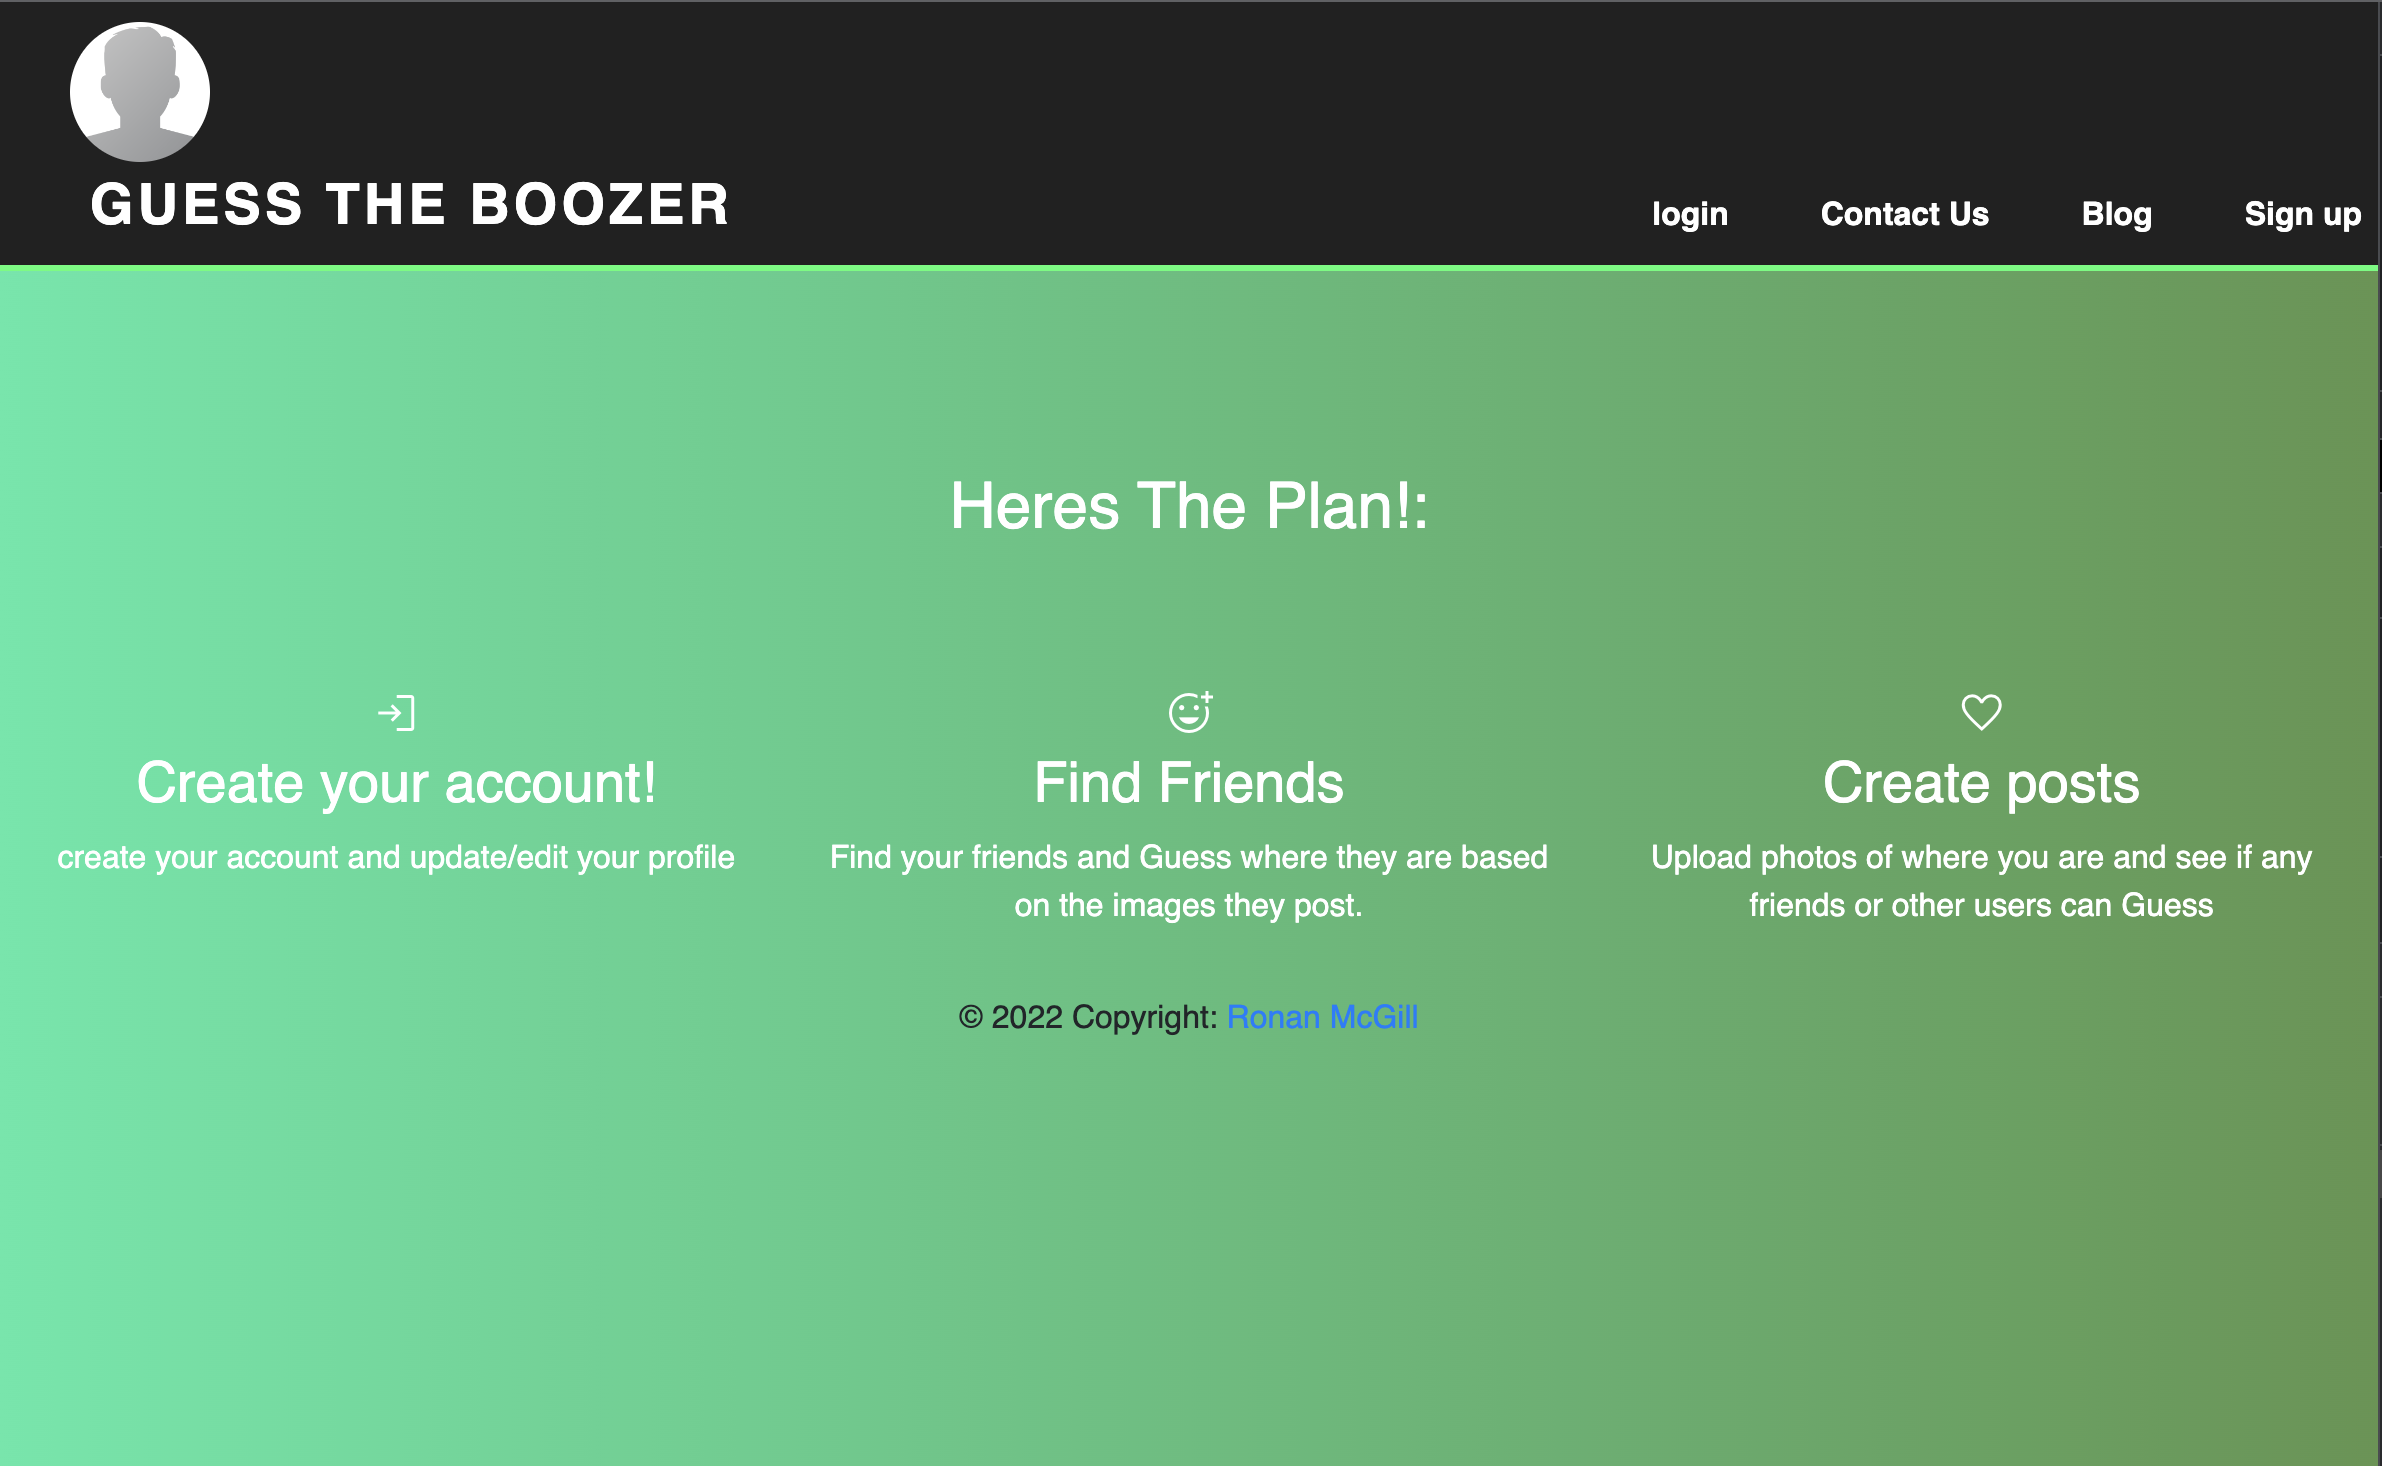 GUESS THE BOOZER
login Contact Us Blog Sign up
Heres The Plan!:
Create your account!
create your account and update/edit your profile
Find Friends
Find your friends and Guess where they are based
on the images they post.
Create posts
Upload photos of where you are and see if any
friends or other users can Guess
© 2022 Copyright: Ronan McGill